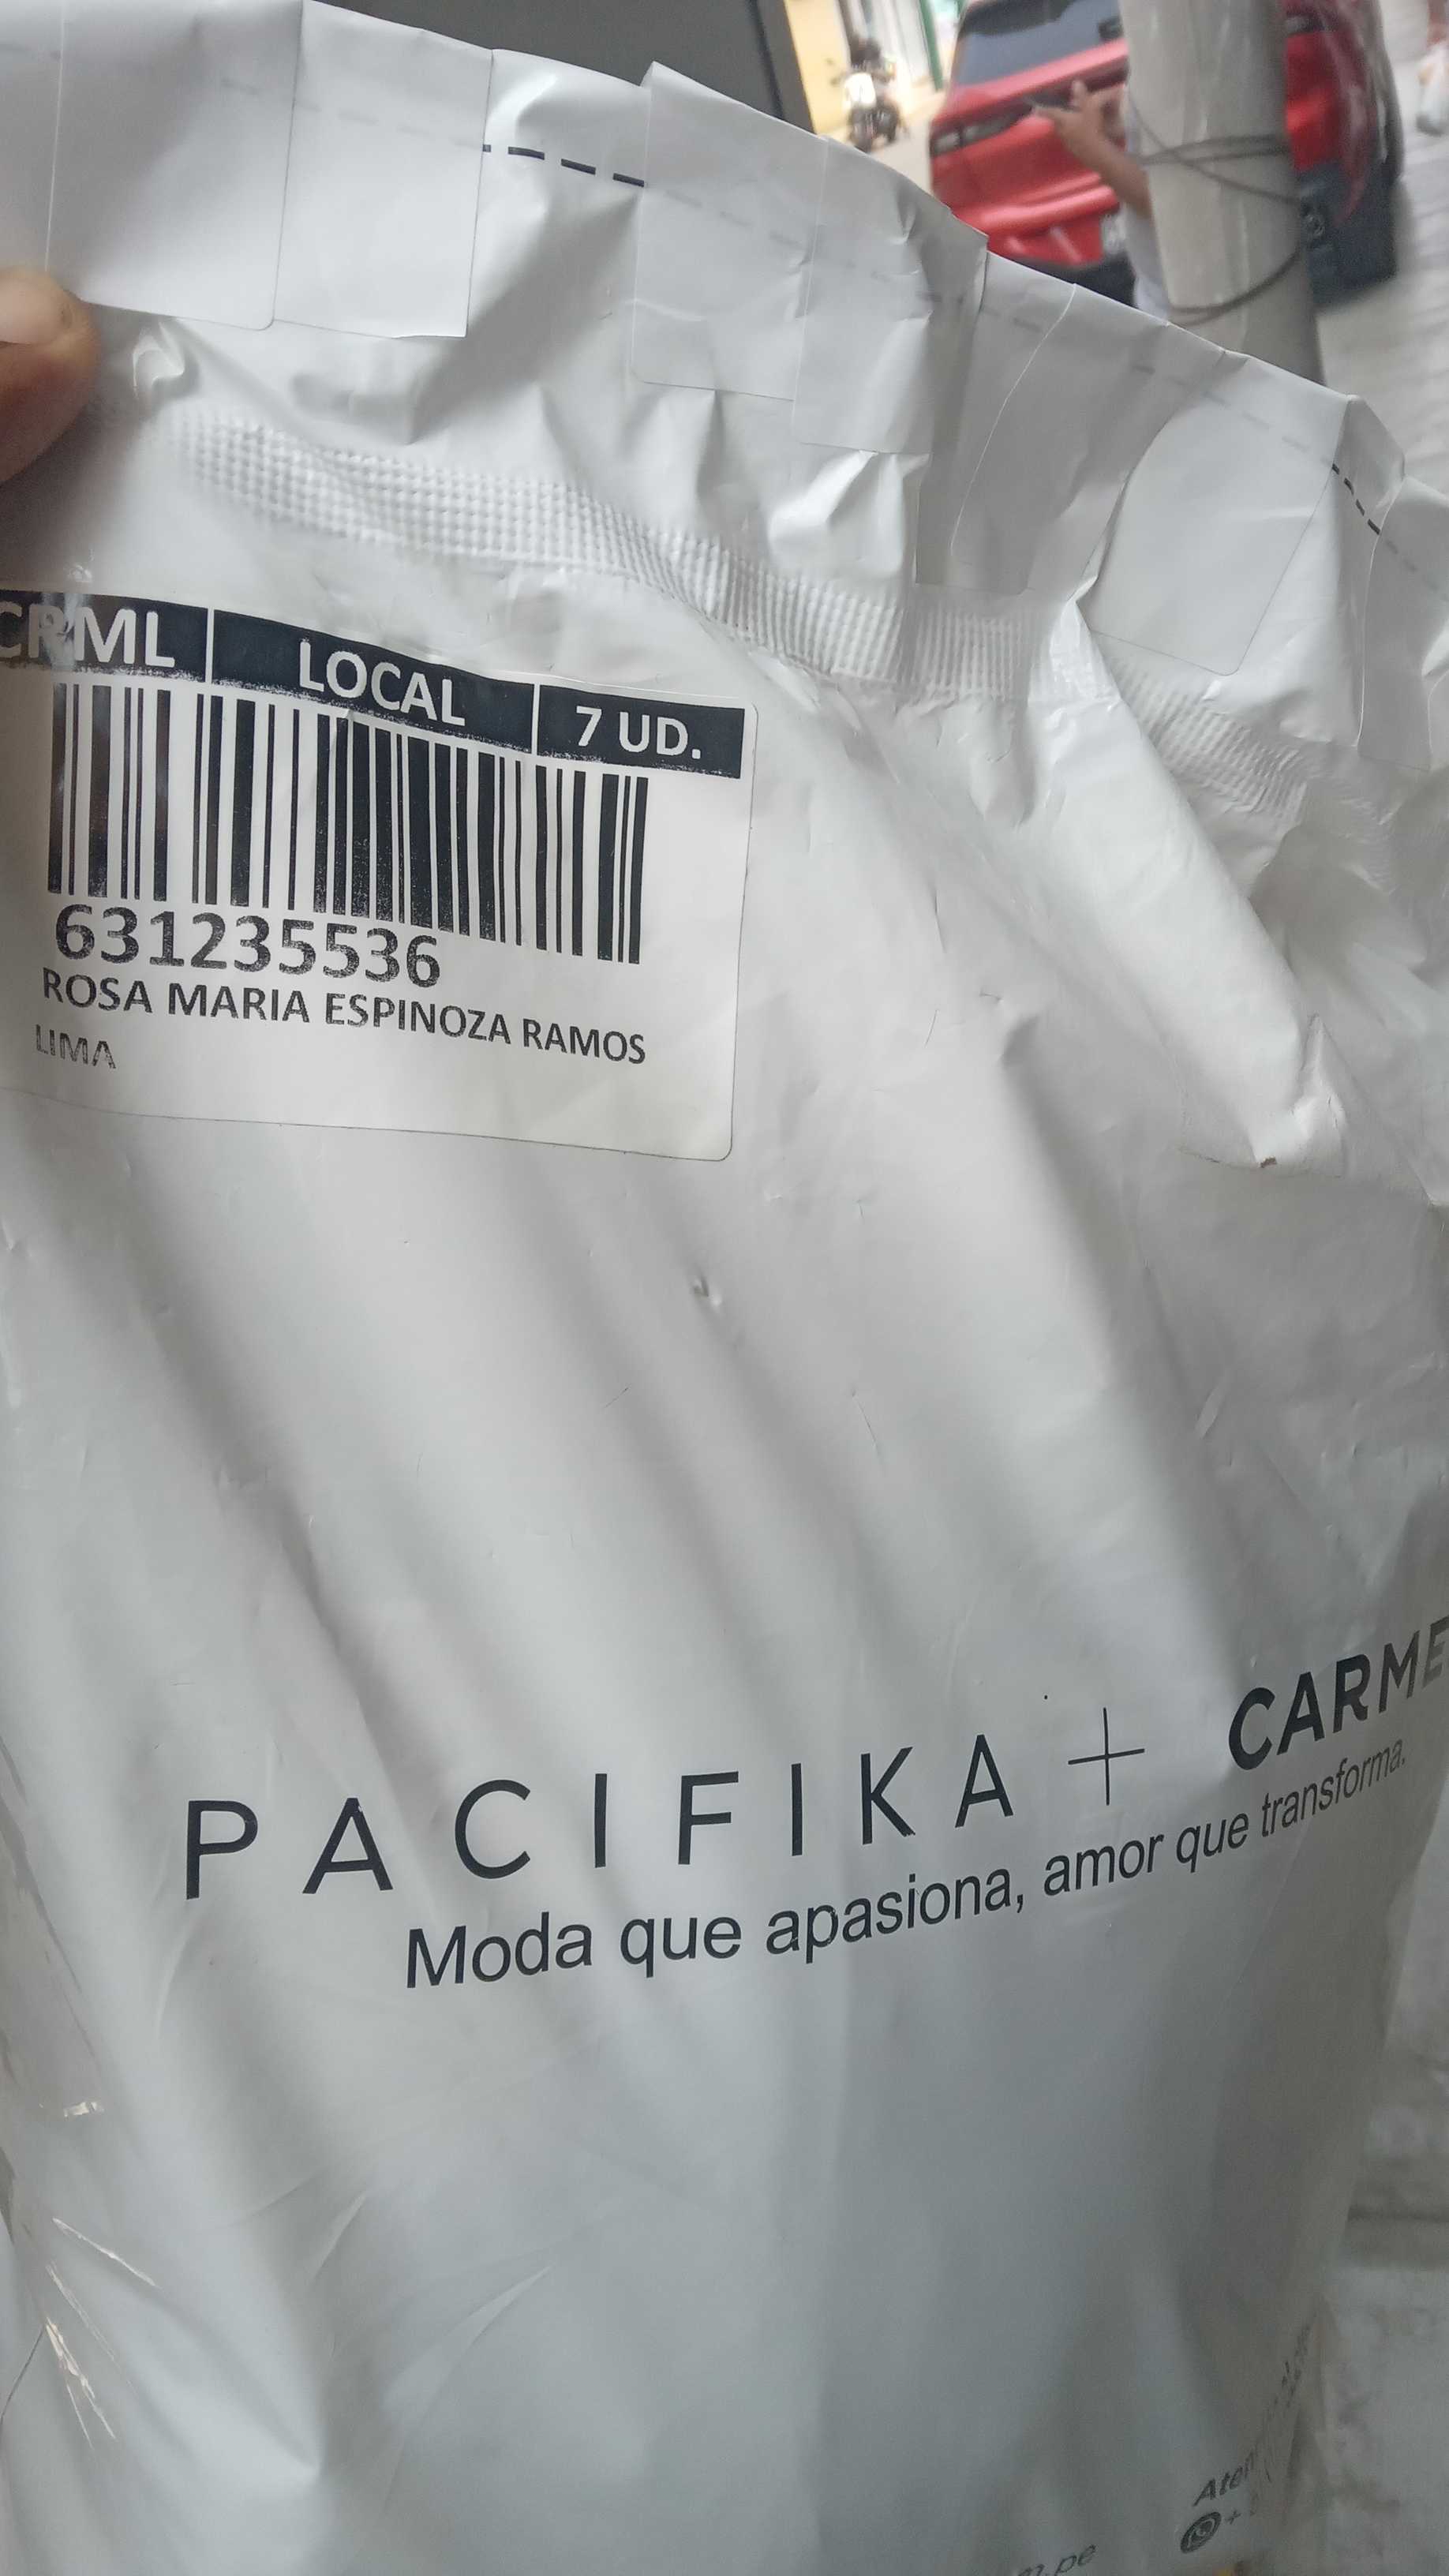 CRML LOCAL 7 UD.
631235536
ROSA MARIA ESPINOZA RAMOS
LIMA
PACIFIKA + CARME
Moda que apasiona, amor que transforma.